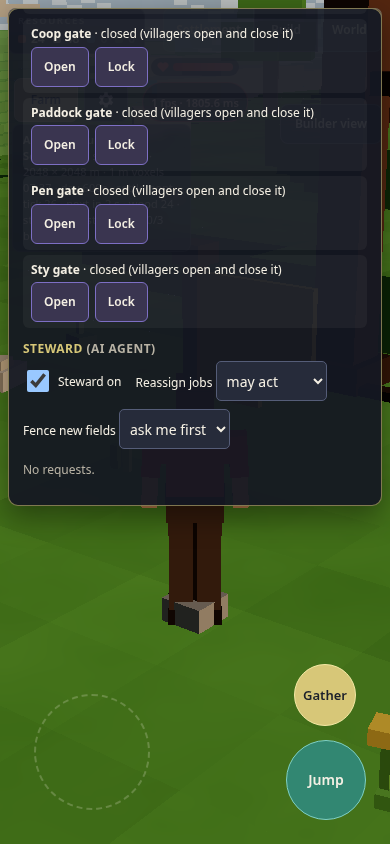 World
Coop gate · closed (villagers open and close it)
Open Lock
Paddock gate · closed (villagers open and close it)
Builder view
Open Lock
Pen gate · closed (villagers open and close it)
Open Lock
Sty gate · closed (villagers open and close it)
Open Lock
STEWARD (AI AGENT)
Steward on Reassign jobs may act
Fence new fields ask me first
No requests.
Gather
Jump